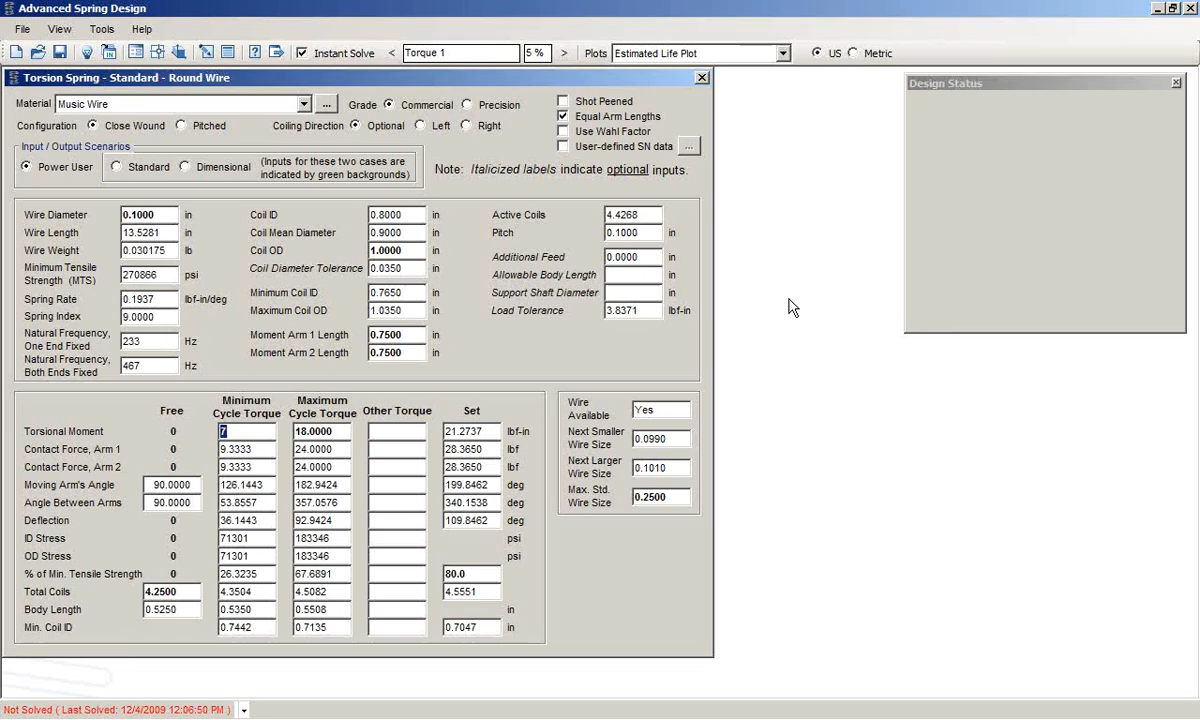 Advanced Spring Design
File View Tools Help
Instant Solve < Torque 1 5 % > Plots Estimated Life Plot US Metric
Torsion Spring - Standard - Round Wire
Design Status
Material Music Wire ... Grade Commercial Precision
Configuration Close Wound Pitched Coiling Direction Optional Left Right
Shot Peened
Equal Arm Lengths
Use Wahl Factor
User-defined SN data ...
Input / Output Scenarios
Power User Standard Dimensional (Inputs for these two cases are indicated by green backgrounds)
Note: Italicized labels indicate optional inputs.
Wire Diameter 0.1000 in
Wire Length 13.5281 in
Wire Weight 0.030175 lb
Minimum Tensile
Strength (MTS) 270866 psi
Spring Rate 0.1937 lbf-in/deg
Spring Index 9.0000
Natural Frequency,
One End Fixed 233 Hz
Natural Frequency,
Both Ends Fixed 467 Hz
Coil ID 0.8000 in
Coil Mean Diameter 0.9000 in
Coil OD 1.0000 in
Coil Diameter Tolerance 0.0350 in
Minimum Coil ID 0.7650 in
Maximum Coil OD 1.0350 in
Moment Arm 1 Length 0.7500 in
Moment Arm 2 Length 0.7500 in
Active Coils 4.4268
Pitch 0.1000 in
Additional Feed 0.0000 in
Allowable Body Length in
Support Shaft Diameter in
Load Tolerance 3.8371 lbf-in
Free Minimum Cycle Torque Maximum Cycle Torque Other Torque Set
Torsional Moment 0 7 18.0000 21.2737 lbf-in
Contact Force, Arm 1 0 9.3333 24.0000 28.3650 lbf
Contact Force, Arm 2 0 9.3333 24.0000 28.3650 lbf
Moving Arm's Angle 90.0000 126.1443 182.9424 199.8462 deg
Angle Between Arms 90.0000 53.8557 357.0576 340.1538 deg
Deflection 0 36.1443 92.9424 109.8462 deg
ID Stress 0 71301 183346 psi
OD Stress 0 71301 183346 psi
% of Min. Tensile Strength 0 26.3235 67.6891 80.0
Total Coils 4.2500 4.3504 4.5082 4.5551
Body Length 0.5250 0.5350 0.5508 in
Min. Coil ID 0.7442 0.7135 0.7047 in
Wire
Available Yes
Next Smaller
Wire Size 0.0990
Next Larger
Wire Size 0.1010
Max. Std.
Wire Size 0.2500
Not Solved ( Last Solved: 12/4/2009 12:06:50 PM )